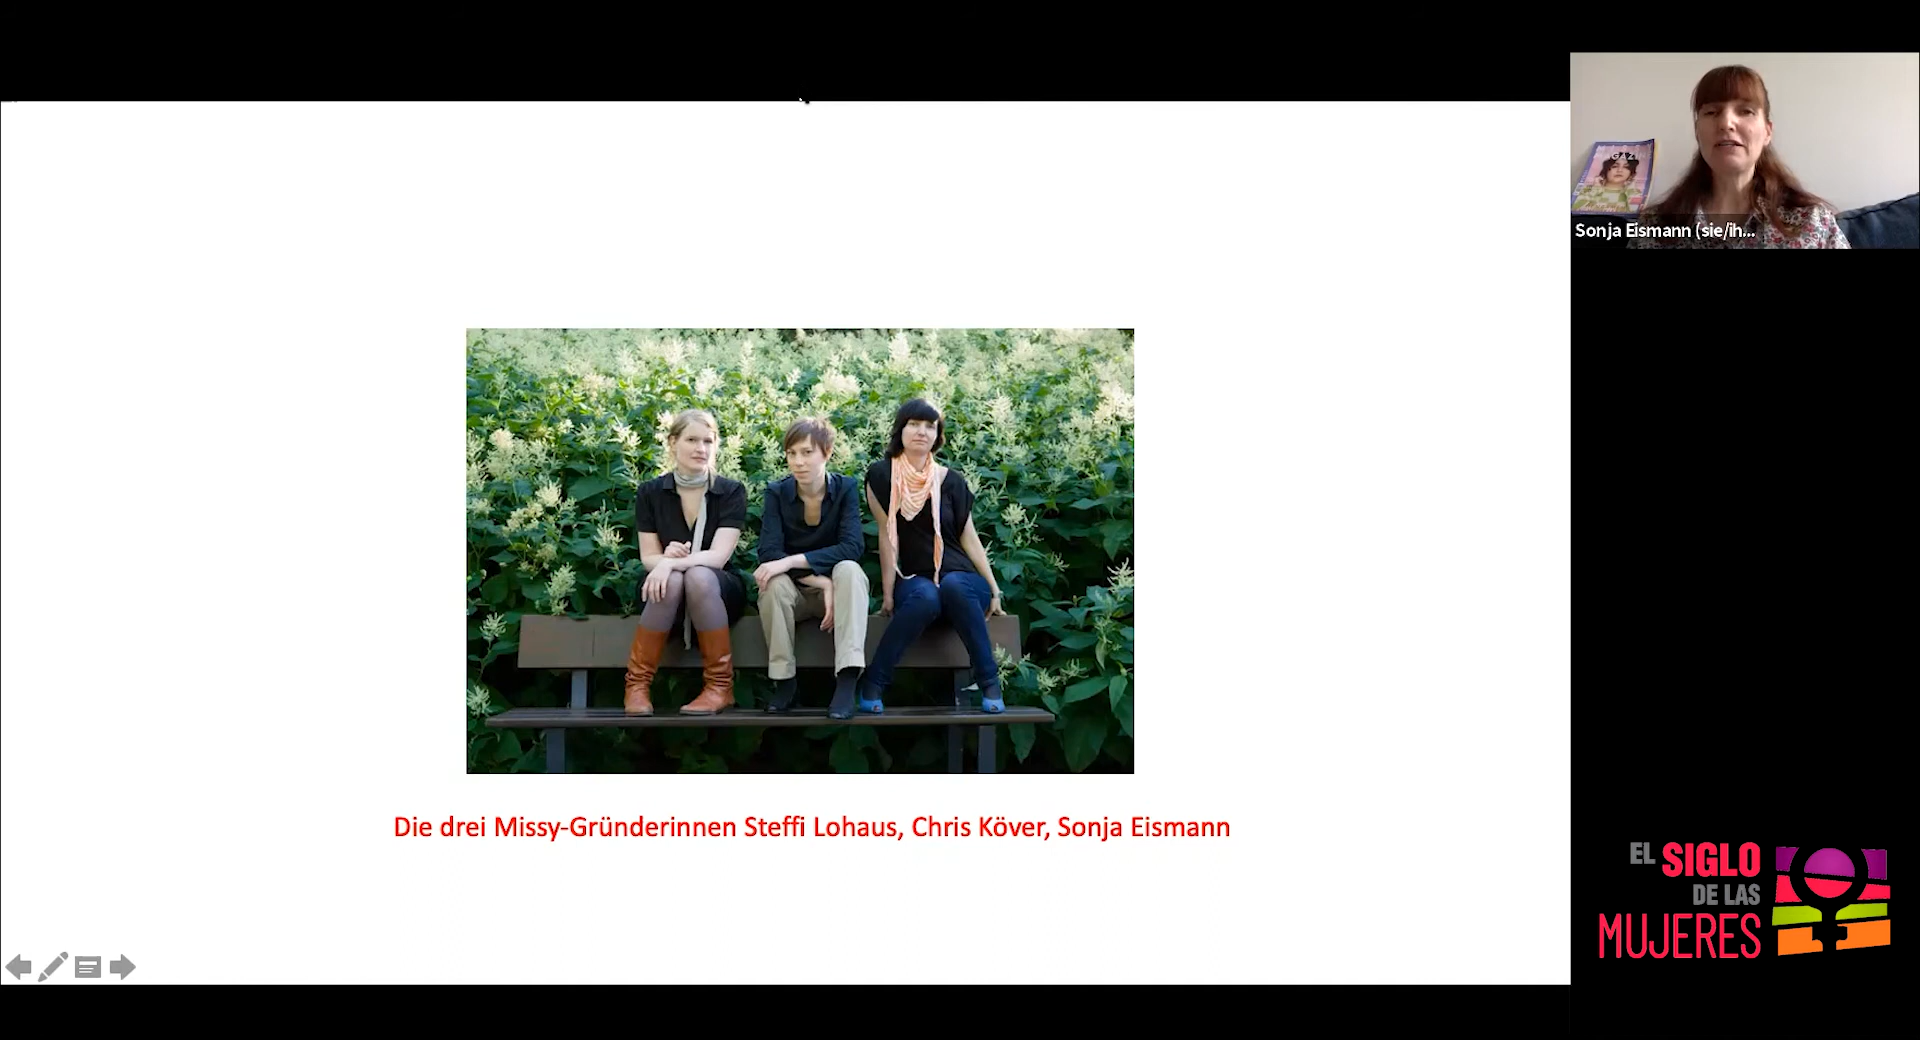 MAGAZINE
Sonja Eismann (sie/ih...
Die drei Missy-Gründerinnen Steffi Lohaus, Chris Köver, Sonja Eismann
EL SIGLO
DE LAS
MUJERES